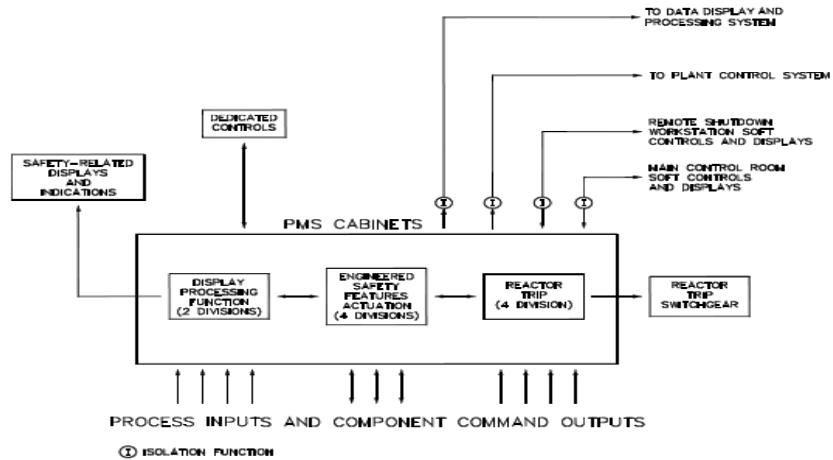 TO DATA DISPLAY AND
PROCESSING SYSTEM
TO PLANT CONTROL SYSTEM
DEDICATED
CONTROLS
REMOTE SHUTDOWN
WORKSTATION SOFT
CONTROLS AND DISPLAYS
SAFETY-RELATED
DISPLAYS
AND
INDICATIONS
MAIN CONTROL ROOM
SOFT CONTROLS
AND DISPLAYS
I
I
I
I
PMS CABINETS
DISPLAY
PROCESSING
FUNCTION
(2 DIVISIONS)
ENGINEERED
SAFETY
FEATURES
ACTUATION
(4 DIVISIONS)
REACTOR
TRIP
(4 DIVISION)
REACTOR
TRIP
SWITCHGEAR
PROCESS INPUTS AND COMPONENT COMMAND OUTPUTS
I ISOLATION FUNCTION